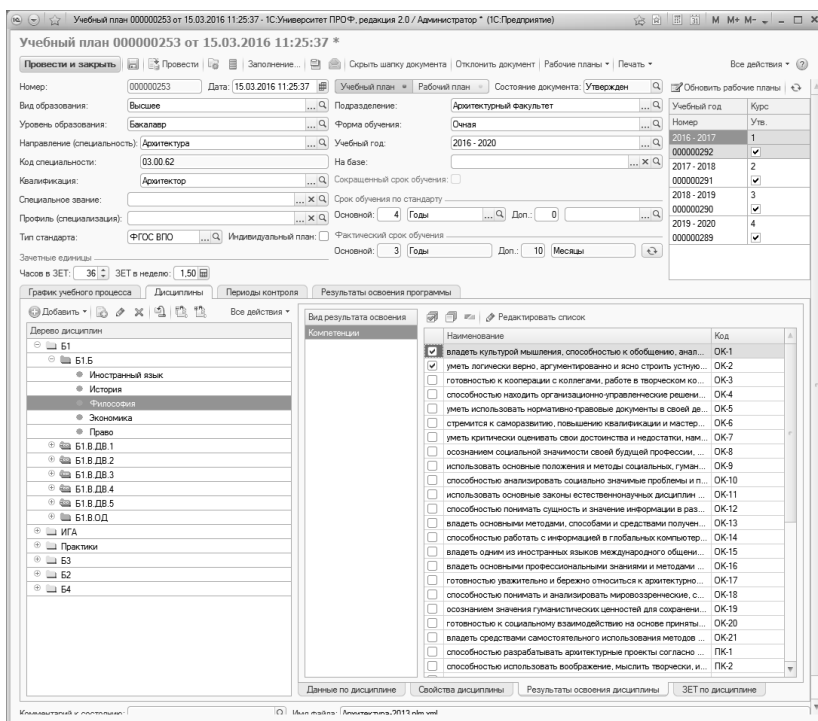 Учебный план 000000253 от 15.03.2016 11:25:37 - 1С:Университет ПРОФ, редакция 2.0 / Администратор * (1С:Предприятие)
M M+ M-
Учебный план 000000253 от 15.03.2016 11:25:37 *
Провести и закрыть Провести Заполнение... Скрыть шапку документа Отклонить документ Рабочие планы Печать Все действия
Номер: 000000253 Дата: 15.03.2016 11:25:37 Учебный план Рабочий план Состояние документа: Утвержден Обновить рабочие планы
Вид образования: Высшее Подразделение: Архитектурный факультет Учебный год Курс
Уровень образования: Бакалавр Форма обучения: Очная Номер Утв.
Направление (специальность): Архитектура Учебный год: 2016 - 2020 2016 - 2017 1
000000292
Код специальности: 03.00.62 На базе: 2017 - 2018 2
Квалификация: Архитектор Сокращенный срок обучения: 000000291
Специальное звание: Срок обучения по стандарту 2018 - 2019 3
000000290
Профиль (специализация): Основной: 4 Годы Доп.: 0 2019 - 2020 4
Тип стандарта: ФГОС ВПО Индивидуальный план: Фактический срок обучения 000000289
Зачетные единицы Основной: 3 Годы Доп.: 10 Месяцы
Часов в ЗЕТ: 36 ЗЕТ в неделю: 1,50
График учебного процесса Дисциплины Периоды контроля Результаты освоения программы
Добавить Все действия Вид результата освоения Редактировать список
Дерево дисциплин Компетенции Наименование Код
Б1
Б1.Б
Иностранный язык
История
Философия
Экономика
Право
Б1.В.ДВ.1
Б1.В.ДВ.2
Б1.В.ДВ.3
Б1.В.ДВ.4
Б1.В.ДВ.5
Б1.В.ОД
ИГА
Практики
Б3
Б2
Б4
владеть культурой мышления, способностью к обобщению, анал... ОК-1
уметь логически верно, аргументированно и ясно строить устную... ОК-2
готовностью к кооперации с коллегами, работе в творческом ко... ОК-3
способностью находить организационно-управленческие решени... ОК-4
уметь использовать нормативно-правовые документы в своей де... ОК-5
стремится к саморазвитию, повышению квалификации и мастер... ОК-6
уметь критически оценивать свои достоинства и недостатки, нам... ОК-7
осознанием социальной значимости своей будущей профессии, ... ОК-8
использовать основные положения и методы социальных, гуман... ОК-9
способностью анализировать социально значимые проблемы и п... ОК-10
использовать основные законы естественнонаучных дисциплин ... ОК-11
способностью понимать сущность и значение информации в раз... ОК-12
владеть основными методами, способами и средствами получен... ОК-13
способностью работать с информацией в глобальных компьютер... ОК-14
владеть одним из иностранных языков международного общени... ОК-15
владеть основными профессиональными знаниями и методами ... ОК-16
готовностью уважительно и бережно относиться к архитектурно... ОК-17
способностью понимать и анализировать мировоззренческие, с... ОК-18
осознанием значения гуманистических ценностей для сохранени... ОК-19
готовностью к социальному взаимодействию на основе приняты... ОК-20
владеть средствами самостоятельного использования методов ... ОК-21
способностью разрабатывать архитектурные проекты согласно ... ПК-1
способностью использовать воображение, мыслить творчески, и... ПК-2
Данные по дисциплине Свойства дисциплины Результаты освоения дисциплины ЗЕТ по дисциплине
Комментарий к состоянию: Имя файла: Архитектура-2013.plm.xml